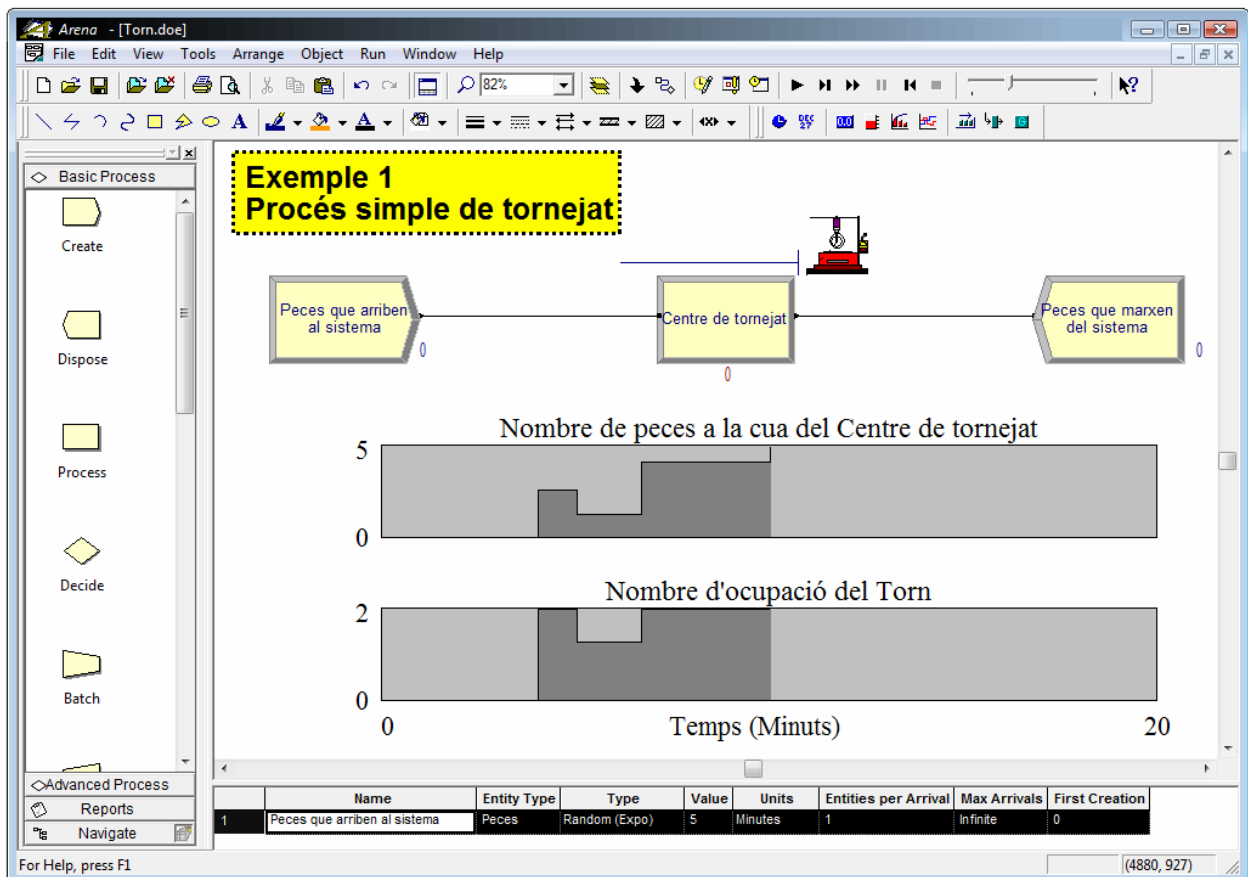 Arena - [Torn.doe]
File Edit View Tools Arrange Object Run Window Help
82%
Basic Process
Create
Dispose
Process
Decide
Batch
Advanced Process
Reports
Navigate
Exemple 1
Procés simple de tornejat
Peces que arriben
al sistema
0
Centre de tornejat
0
Peces que marxen
del sistema
0
Nombre de peces a la cua del Centre de tornejat
5
0
Nombre d'ocupació del Torn
2
0
0 Temps (Minuts) 20
Name Entity Type Type Value Units Entities per Arrival Max Arrivals First Creation
1 Peces que arriben al sistema Peces Random (Expo) 5 Minutes 1 Infinite 0
For Help, press F1 (4880, 927)